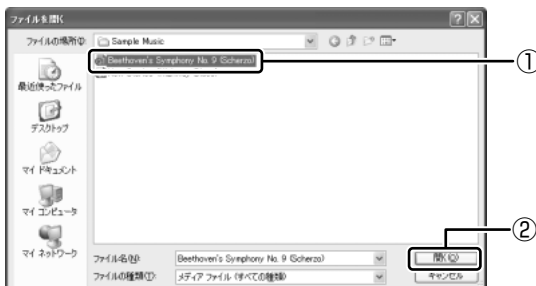 ファイルを開く
ファイルの場所(I): Sample Music
Beethoven's Symphony No. 9 (Scherzo)
①
最近使ったファイル
デスクトップ
マイ ドキュメント
マイ コンピュータ
マイ ネットワーク
②
ファイル名(N): Beethoven's Symphony No. 9 (Scherzo) 開く(O)
ファイルの種類(T): メディア ファイル (すべての種類) キャンセル